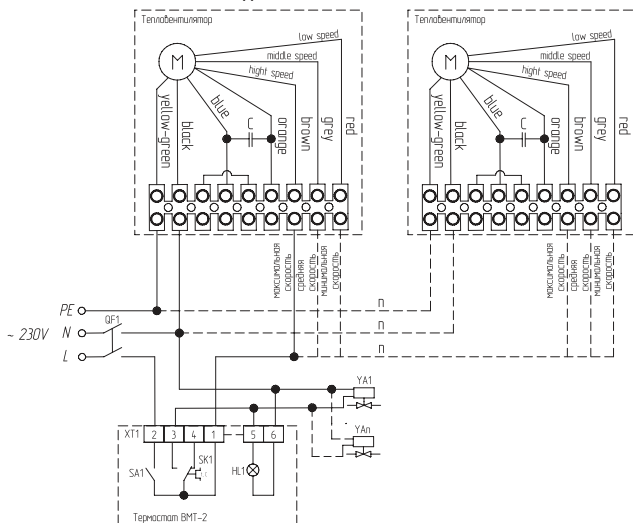 Тепловентилятор
Тепловентилятор
M
low speed
middle speed
hight speed
yellow-green
black
blue
C
orange
brown
grey
red
M
low speed
middle speed
hight speed
yellow-green
black
blue
C
orange
brown
grey
red
максимальная
скорость
средняя
скорость
минимальная
скорость
максимальная
скорость
средняя
скорость
минимальная
скорость
PE
n
~ 230V
QF1
N
n
L
n
YA1
XT1
2
3
4
1
5
6
YAn
SA1
SK1
t°C
HL1
Термостат ВМТ-2